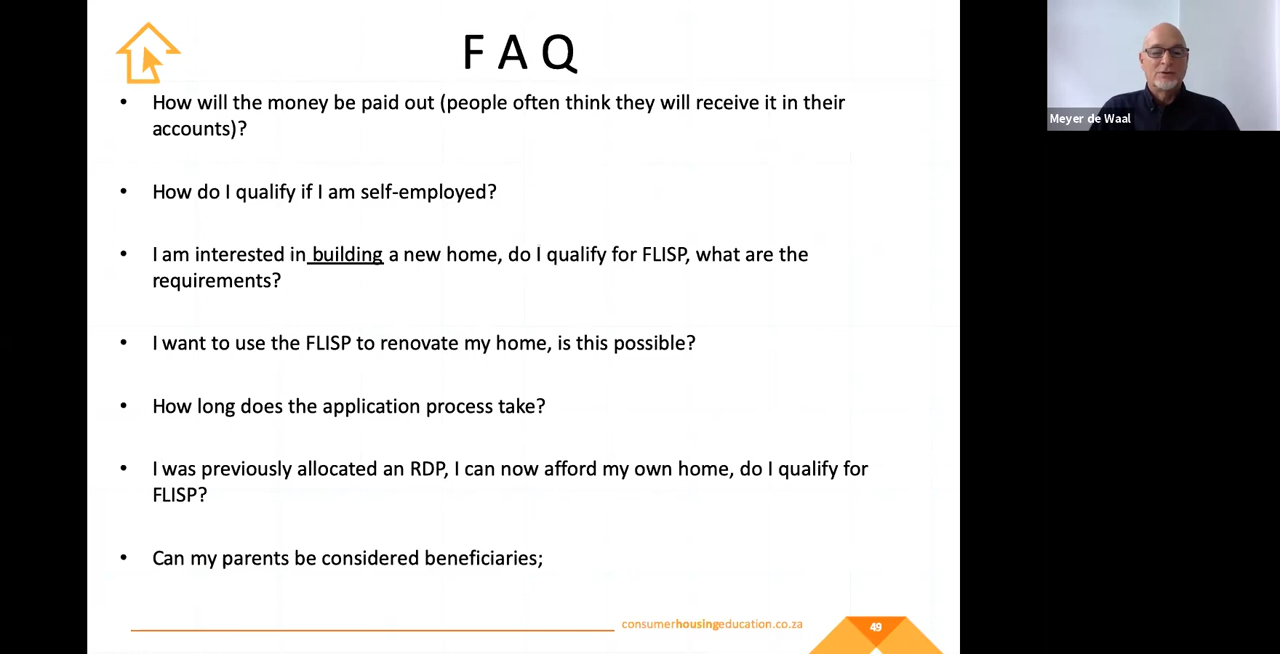 F A Q
• How will the money be paid out (people often think they will receive it in their
accounts)?
• How do I qualify if I am self-employed?
• I am interested in building a new home, do I qualify for FLISP, what are the
requirements?
• I want to use the FLISP to renovate my home, is this possible?
• How long does the application process take?
• I was previously allocated an RDP, I can now afford my own home, do I qualify for
FLISP?
• Can my parents be considered beneficiaries;
consumerhousingeducation.co.za
49
Meyer de Waal